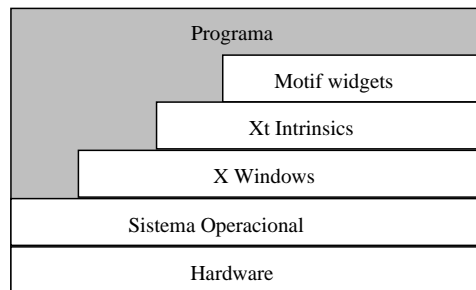 Programa
Motif widgets
Xt Intrinsics
X Windows
Sistema Operacional
Hardware